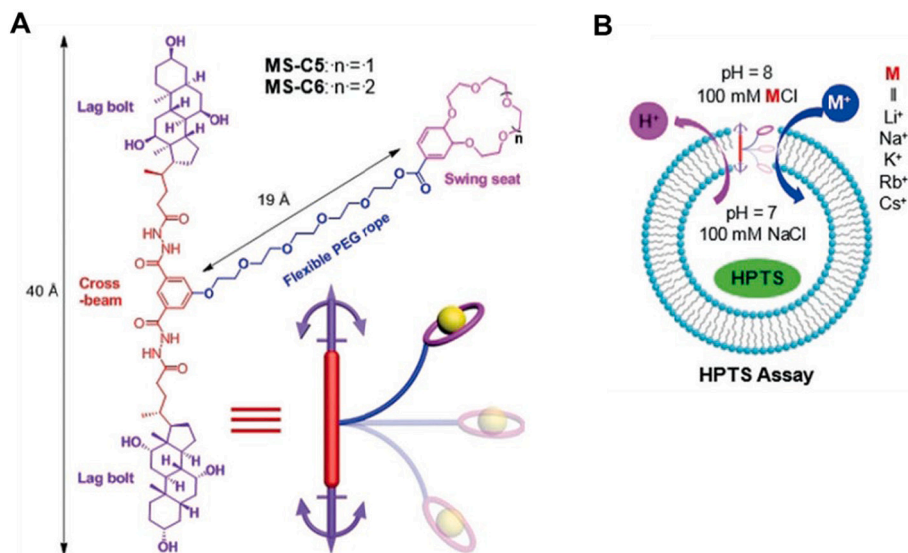 A
OH
Lag bolt
H
H
H
OH
OH
H
MS-C5: n = 1
MS-C6: n = 2
O
O
O
O
O
O
n
Swing seat
O
O
19 Å
Flexible PEG rope
O
O
O
O
O
O
O
HN
NH
O
Cross
-beam
40 Å
O
NH
HN
O
Lag bolt
HO
H
H
H
OH
H
OH
B
pH = 8
100 mM MCl
H⁺
M⁺
M
॥
Li⁺
Na⁺
K⁺
Rb⁺
Cs⁺
pH = 7
100 mM NaCl
HPTS
HPTS Assay